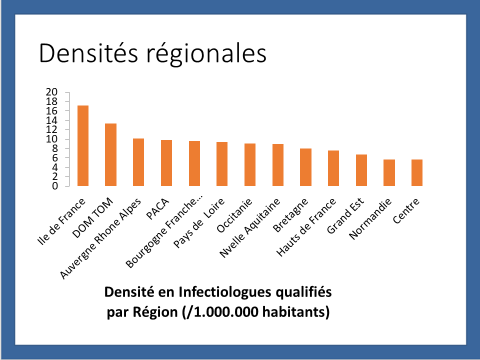 Densités régionales
20
18
16
14
12
10
8
6
4
2
0
Ile de France
DOM TOM
Auvergne Rhone Alpes
PACA
Bourgogne Franche...
Pays de Loire
Occitanie
Nvelle Aquitaine
Bretagne
Hauts de France
Grand Est
Normandie
Centre
Densité en Infectiologues qualifiés
par Région (/1.000.000 habitants)